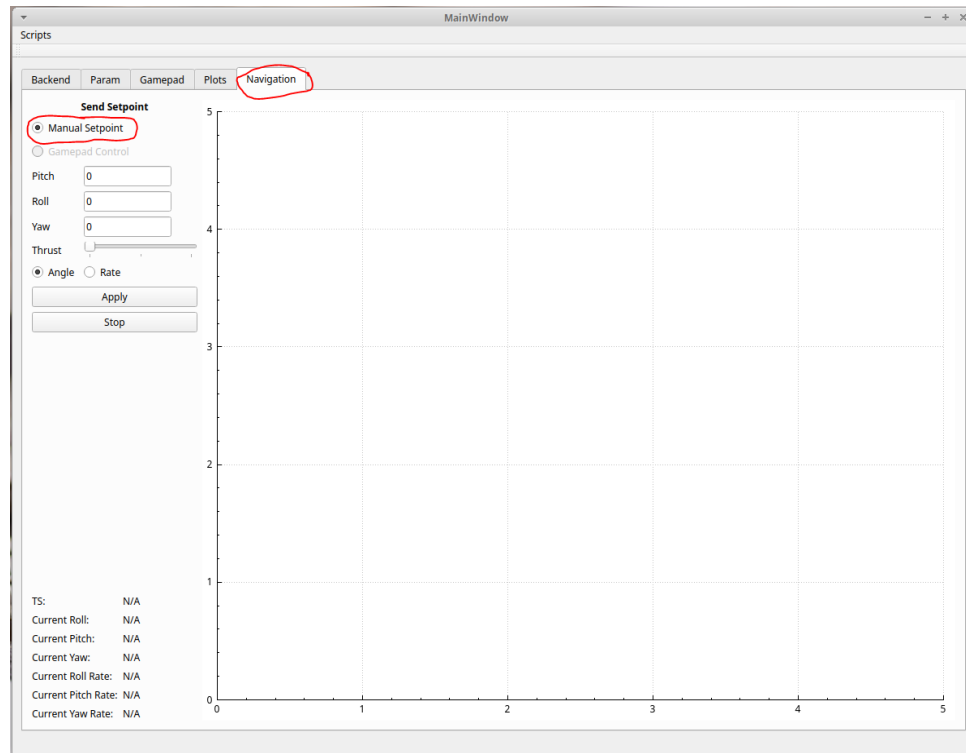 MainWindow
Scripts
Backend Param Gamepad Plots Navigation
Send Setpoint
Manual Setpoint
Gamepad Control
Pitch 0
Roll 0
Yaw 0
Thrust
Angle Rate
Apply
Stop
TS: N/A
Current Roll: N/A
Current Pitch: N/A
Current Yaw: N/A
Current Roll Rate: N/A
Current Pitch Rate: N/A
Current Yaw Rate: N/A
5
4
3
2
1
0
0 1 2 3 4 5